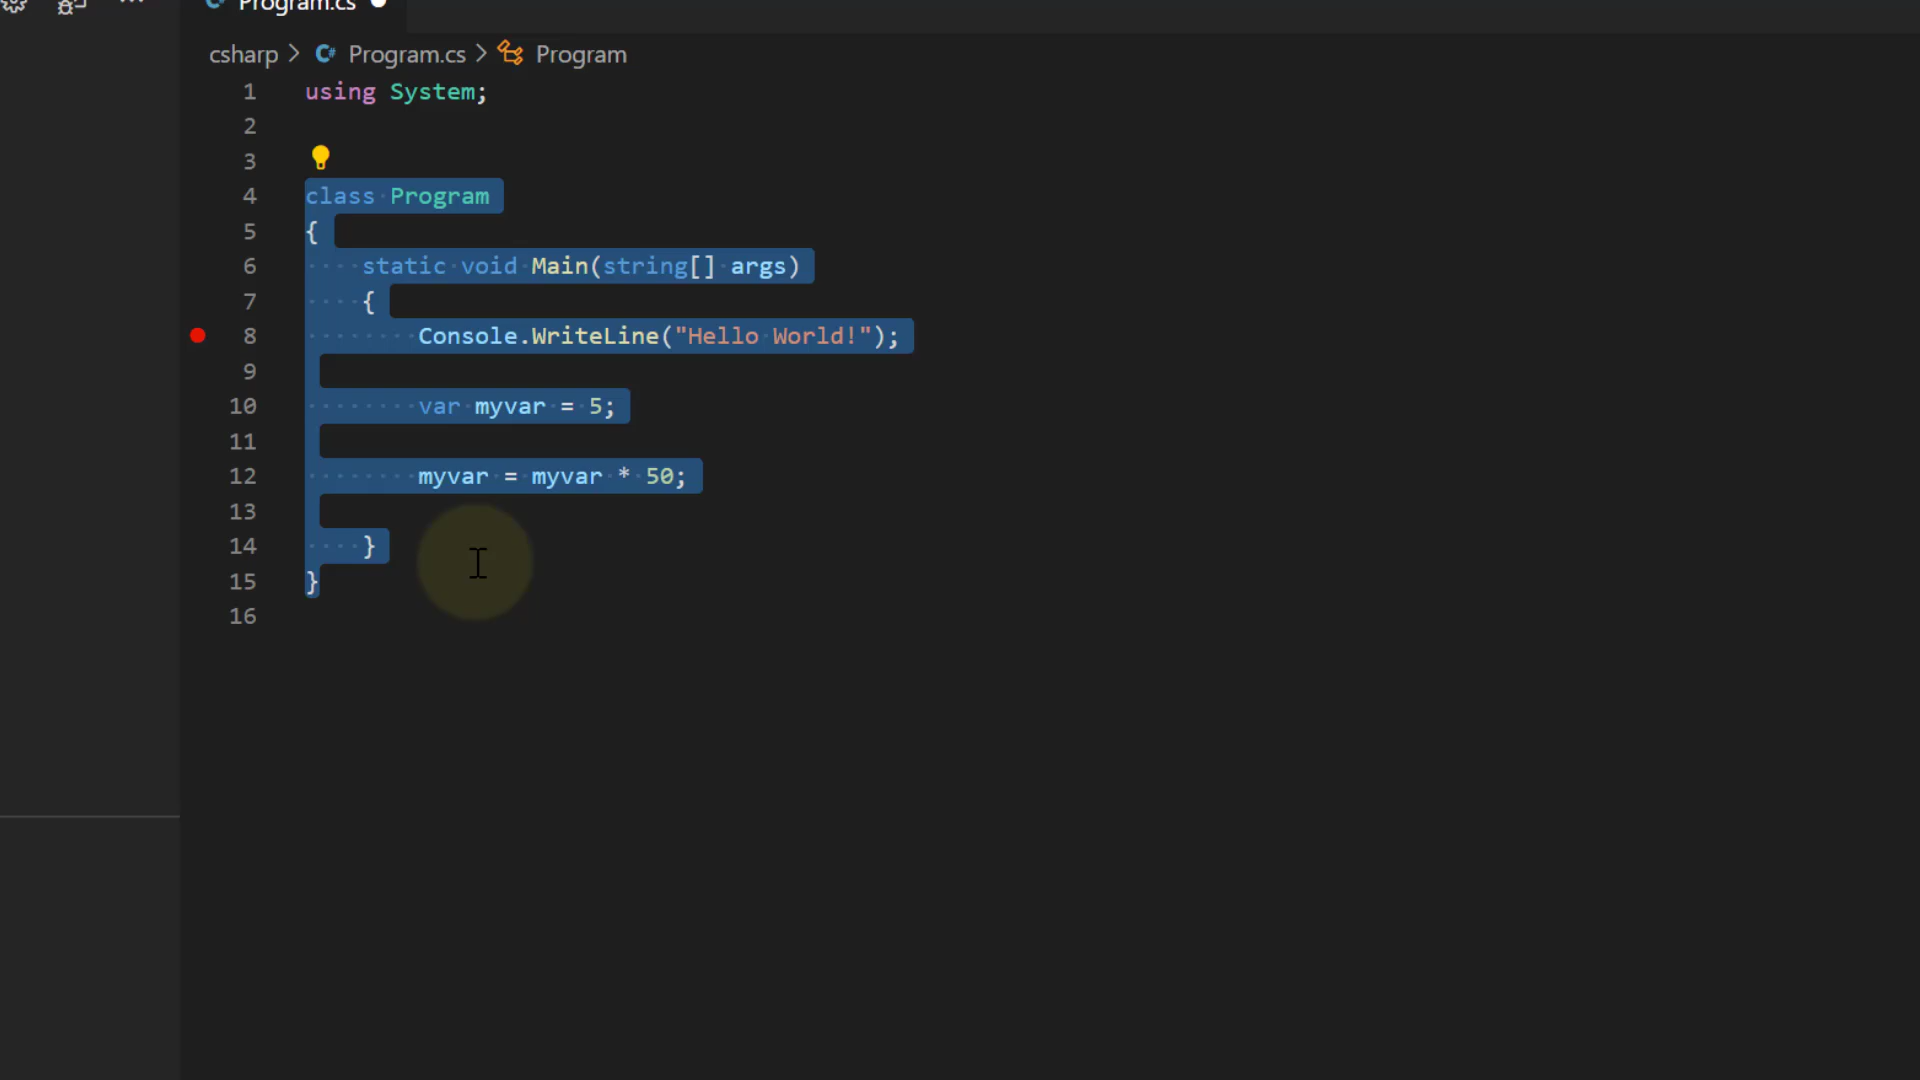 Program.cs
csharp > Program.cs > Program
1 using System;
2
3
4 class Program
5 {
6     static void Main(string[] args)
7     {
8         Console.WriteLine("Hello World!");
9
10         var myvar = 5;
11
12         myvar = myvar * 50;
13
14     }
15 }
16